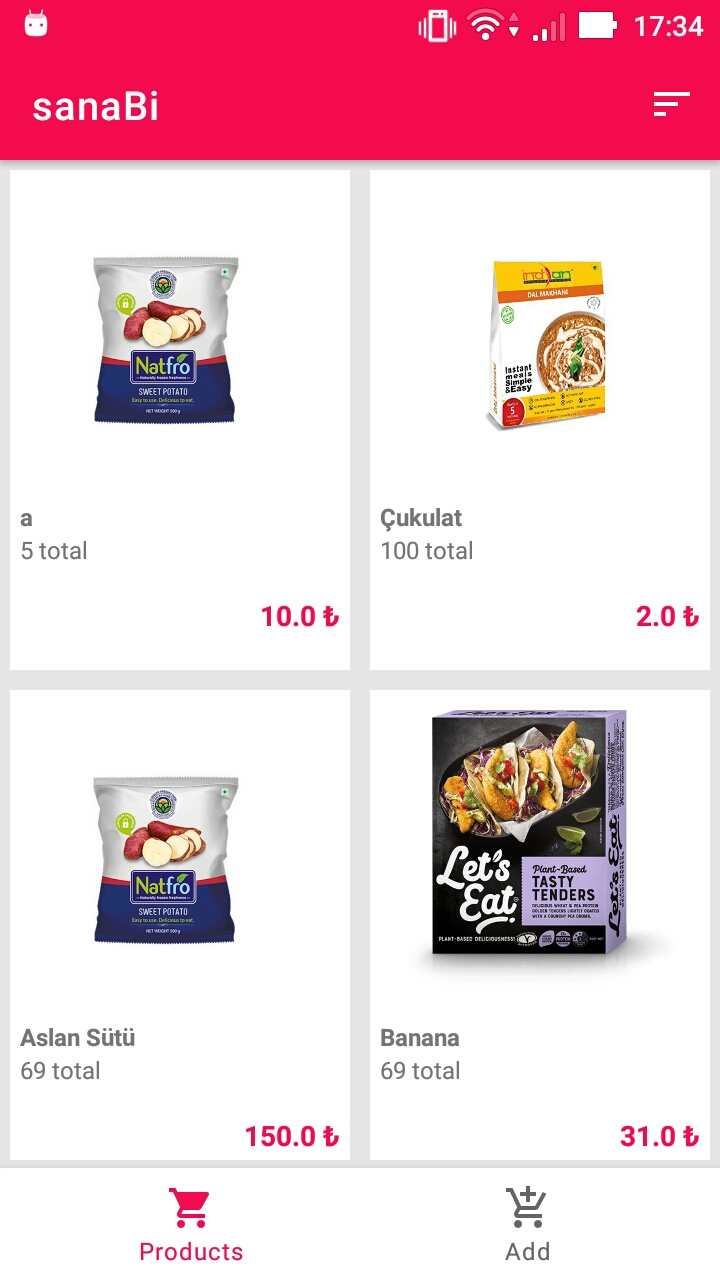 17:34
sanaBi
Natfro
Naturally frozen freshness
SWEET POTATO
Easy to use. Delicious to eat.
NET WEIGHT 500 g
a
5 total
10.0 ₺
indian
DAL MAKHANI
Instant
meals
Simple
&Easy
5
DAL MAKHANI
Çukulat
100 total
2.0 ₺
Natfro
Naturally frozen freshness
SWEET POTATO
Easy to use. Delicious to eat.
NET WEIGHT 500 g
Aslan Sütü
69 total
150.0 ₺
Let's
Eat
Plant-Based
TASTY
TENDERS
DELICIOUS WHEAT & PEA PROTEIN
GOLDEN TENDERS LIGHTLY COATED
WITH A CRUNCHY PEA CRUMB.
PLANT-BASED DELICIOUSNESS!
Let's Eat
Banana
69 total
31.0 ₺
Products
Add